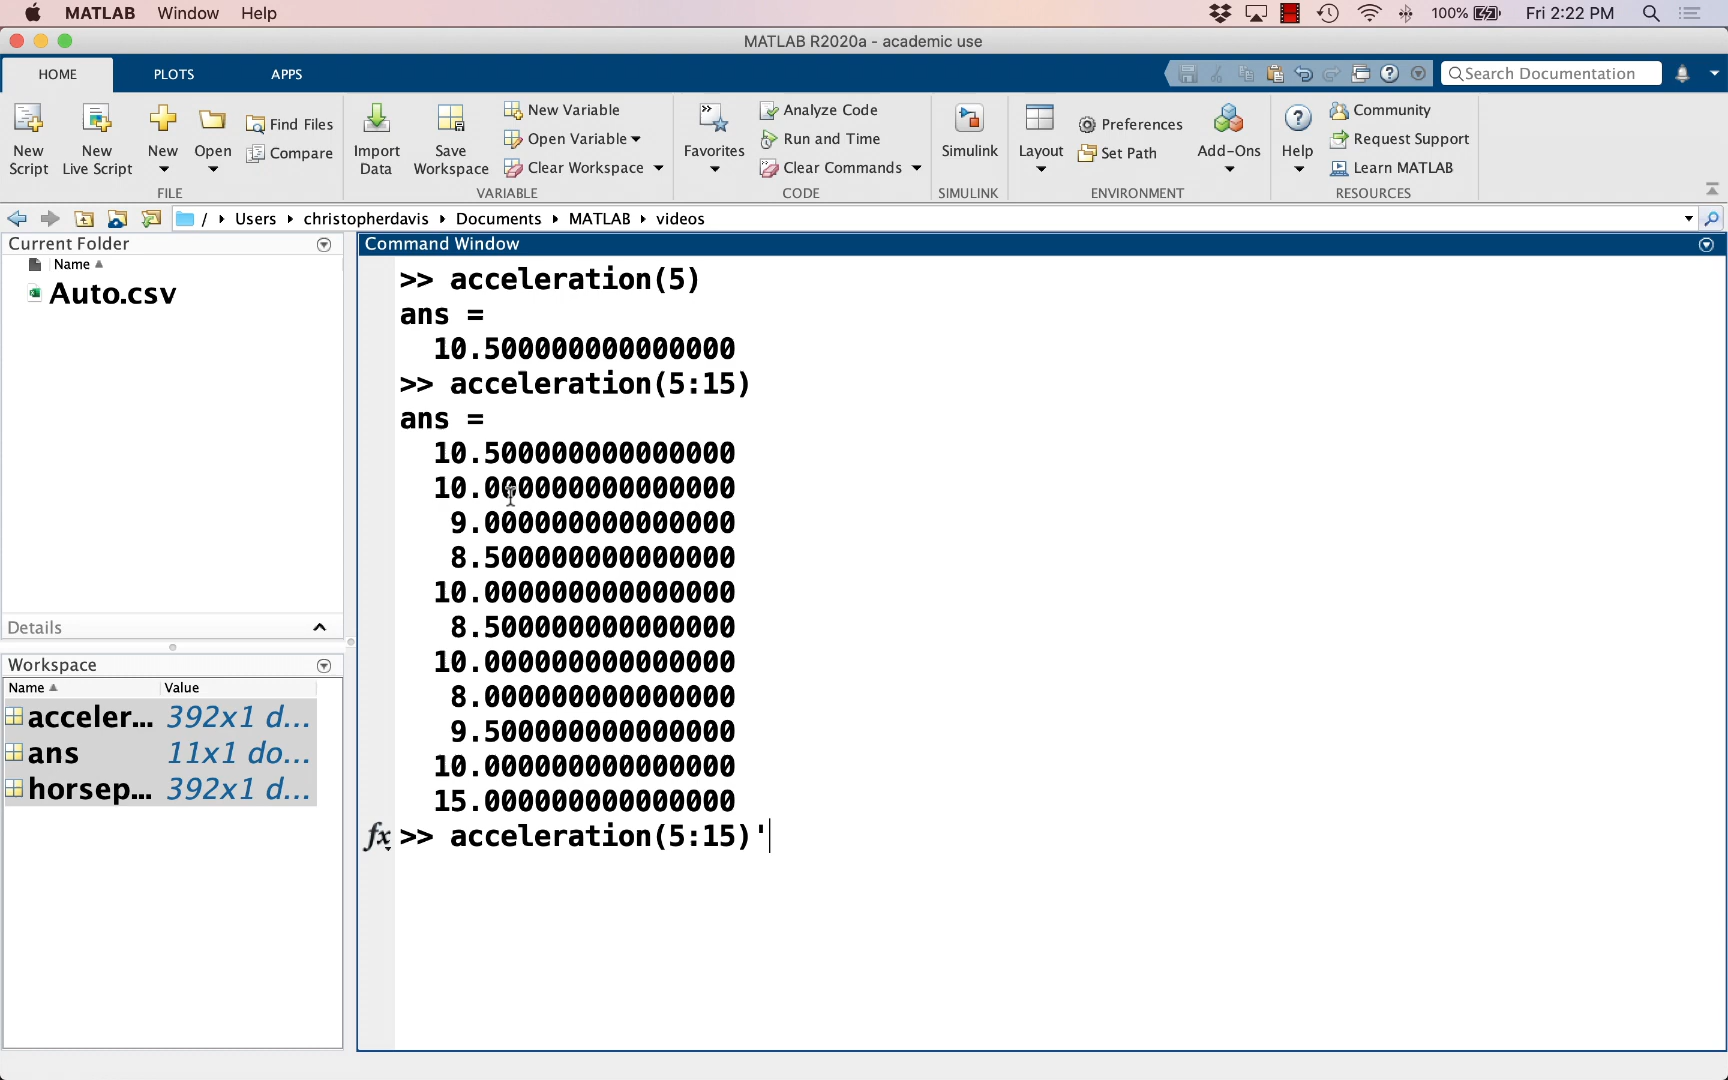 MATLAB Window Help 100% Fri 2:22 PM
MATLAB R2020a - academic use
HOME PLOTS APPS Search Documentation
New Script
New Live Script
New
Open
Find Files
Compare
FILE
Import Data
Save Workspace
New Variable
Open Variable
Clear Workspace
VARIABLE
Favorites
Analyze Code
Run and Time
Clear Commands
CODE
Simulink
SIMULINK
Layout
Preferences
Set Path
Add-Ons
ENVIRONMENT
Help
Community
Request Support
Learn MATLAB
RESOURCES
/ Users christopherdavis Documents MATLAB videos
Current Folder
Name
Auto.csv
Details
Workspace
Name Value
acceler... 392x1 d...
ans 11x1 do...
horsep... 392x1 d...
Command Window
>> acceleration(5)
ans =
10.500000000000000
>> acceleration(5:15)
ans =
10.500000000000000
10.000000000000000
9.000000000000000
8.500000000000000
10.000000000000000
8.500000000000000
10.000000000000000
8.000000000000000
9.500000000000000
10.000000000000000
15.000000000000000
fx >> acceleration(5:15)'